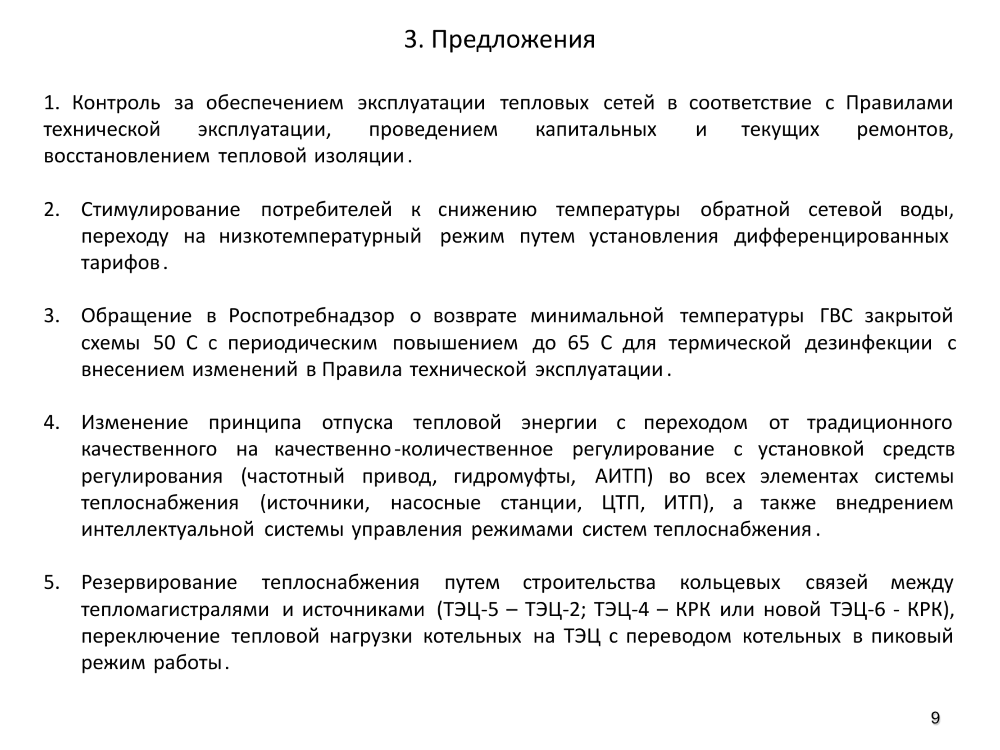 3. Предложения
1. Контроль за обеспечением эксплуатации тепловых сетей в соответствие с Правилами
технической эксплуатации, проведением капитальных и текущих ремонтов,
восстановлением тепловой изоляции.
2. Стимулирование потребителей к снижению температуры обратной сетевой воды,
переходу на низкотемпературный режим путем установления дифференцированных
тарифов.
3. Обращение в Роспотребнадзор о возврате минимальной температуры ГВС закрытой
схемы 50 С с периодическим повышением до 65 С для термической дезинфекции с
внесением изменений в Правила технической эксплуатации.
4. Изменение принципа отпуска тепловой энергии с переходом от традиционного
качественного на качественно-количественное регулирование с установкой средств
регулирования (частотный привод, гидромуфты, АИТП) во всех элементах системы
теплоснабжения (источники, насосные станции, ЦТП, ИТП), а также внедрением
интеллектуальной системы управления режимами систем теплоснабжения.
5. Резервирование теплоснабжения путем строительства кольцевых связей между
тепломагистралями и источниками (ТЭЦ-5 – ТЭЦ-2; ТЭЦ-4 – КРК или новой ТЭЦ-6 - КРК),
переключение тепловой нагрузки котельных на ТЭЦ с переводом котельных в пиковый
режим работы.
9